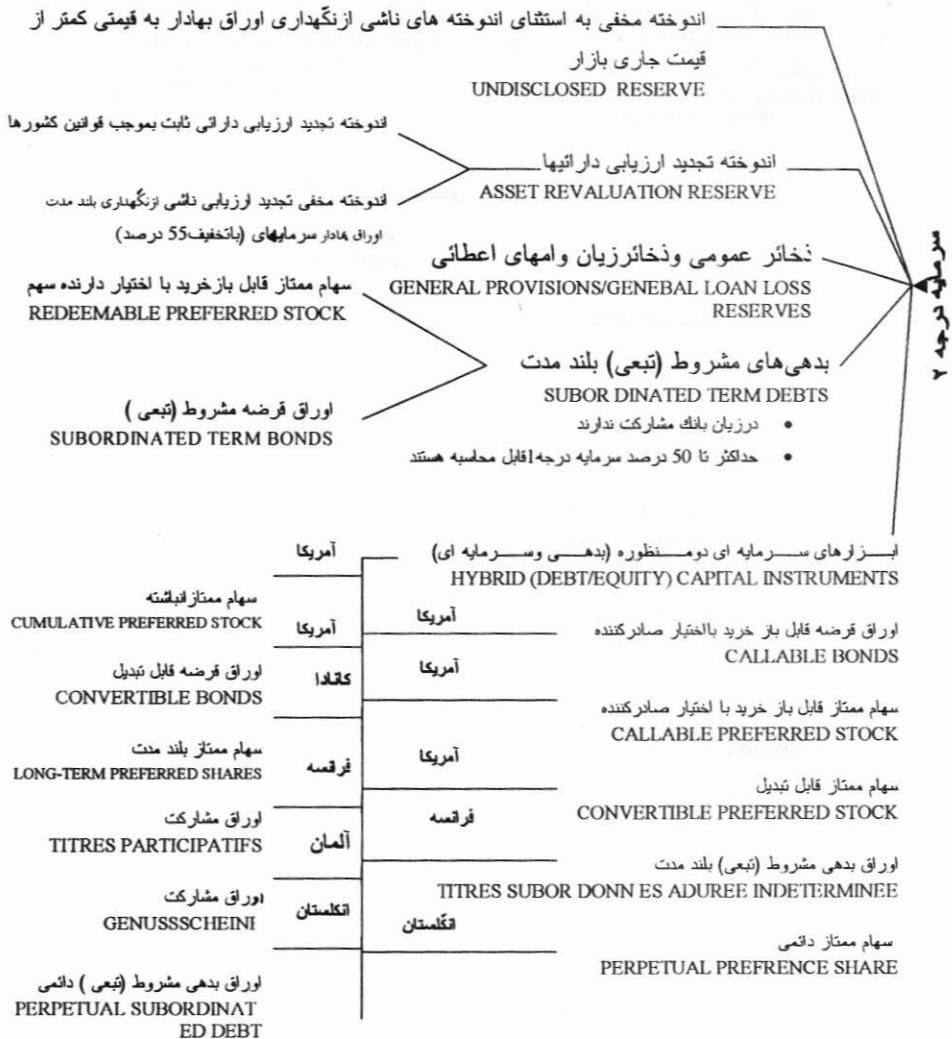 سرمایه درجه ۲
اندوخته مخفی به استثنای اندوخته های ناشی ازنگهداری اوراق بهادار به قیمتی کمتر از
قیمت جاری بازار
UNDISCLOSED RESERVE
اندوخته تجدید ارزیابی دارائیها
ASSET REVALUATION RESERVE
اندوخته تجدید ارزیابی دارائی ثابت بموجب قوانین کشورها
اندوخته مخفی تجدید ارزیابی ناشی ازنگهداری بلند مدت
اوراق بهادار سرمایه‌ای (باتخفیف55 درصد)
ذخائر عمومی وذخائرزیان وامهای اعطائی
GENERAL PROVISIONS/GENEBAL LOAN LOSS
RESERVES
بدهی‌های مشروط (تبعی) بلند مدت
SUBOR DINATED TERM DEBTS
• درزیان بانك مشارکت ندارند
• حداکثر تا 50 درصد سرمایه درجه1قابل محاسبه هستند
سهام ممتاز قابل بازخرید با اختیار دارنده سهم
REDEEMABLE PREFERRED STOCK
اوراق قرضه مشروط (تبعی )
SUBORDINATED TERM BONDS
ابـــزارهای ســـرمایه ای دومـــنظوره (بدهـــی وســـرمایه ای)
HYBRID (DEBT/EQUITY) CAPITAL INSTRUMENTS
آمریکا
اوراق قرضه قابل باز خرید بااختیار صادرکننده
CALLABLE BONDS
آمریکا
سهام ممتاز قابل باز خرید با اختیار صادرکننده
CALLABLE PREFERRED STOCK
آمریکا
سهام ممتاز قابل تبدیل
CONVERTIBLE PREFERRED STOCK
فرانسه
اوراق بدهی مشروط (تبعی) بلند مدت
TITRES SUBOR DONN ES ADUREE INDETERMINEE
انگلستان
سهام ممتاز دائمی
PERPETUAL PREFRENCE SHARE
آمریکا
سهام ممتازانباشته
CUMULATIVE PREFERRED STOCK
آمریکا
اوراق قرضه قابل تبدیل
CONVERTIBLE BONDS
کانادا
سهام ممتاز بلند مدت
LONG-TERM PREFERRED SHARES
فرانسه
اوراق مشارکت
TITRES PARTICIPATIFS
آلمان
اوراق مشارکت
GENUSSSCHEINI
انکلستان
اوراق بدهی مشروط (تبعی ) دائمی
PERPETUAL SUBORDINAT
ED DEBT